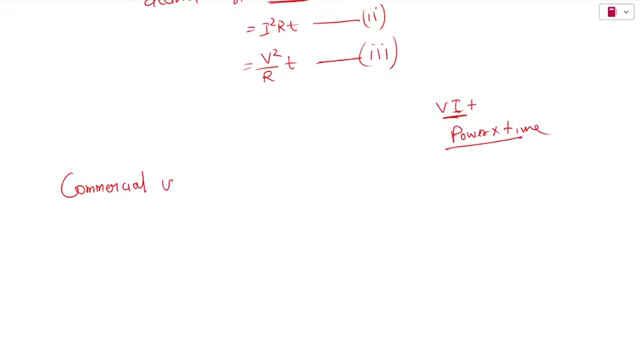 = I²Rt —— (ii)
= V²/R t —— (iii)
VIt
Power × time
Commercial u